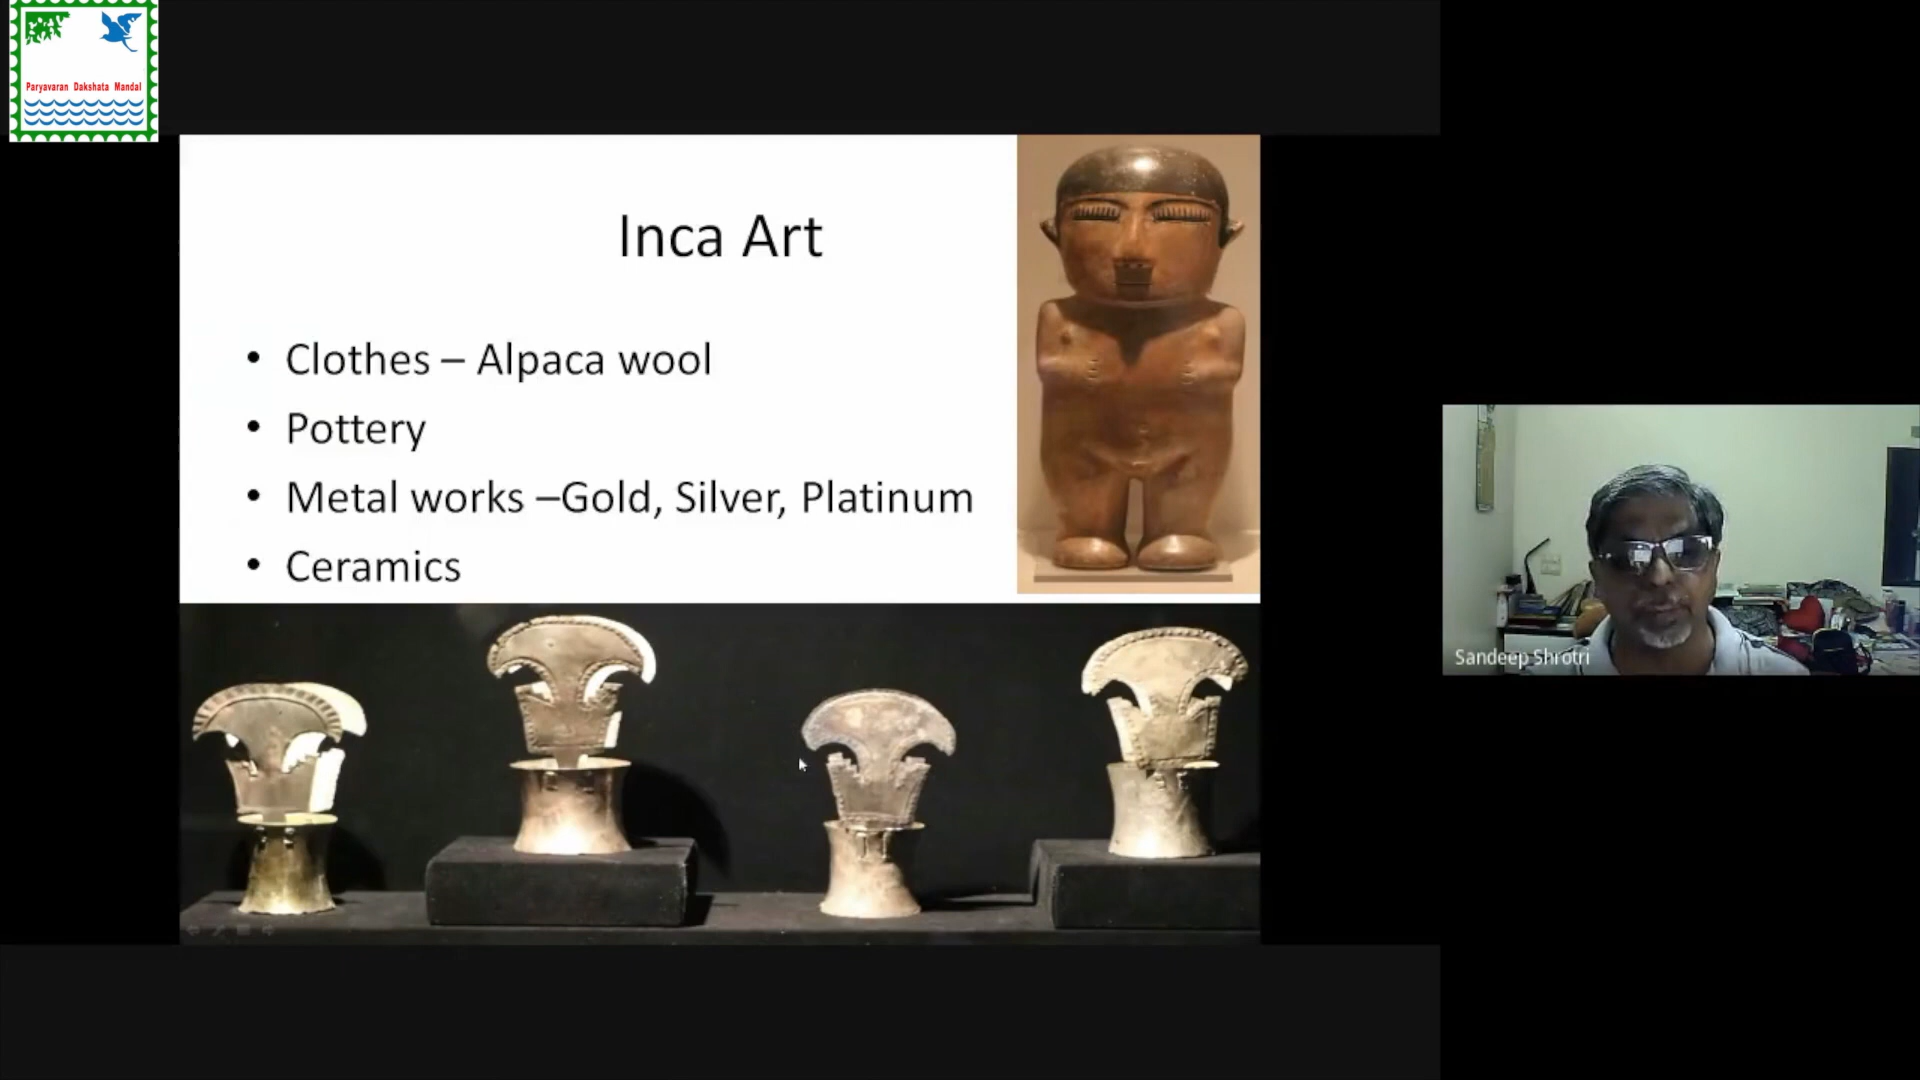 Paryavaran Dakshata Mandal
Inca Art
• Clothes – Alpaca wool
• Pottery
• Metal works –Gold, Silver, Platinum
• Ceramics
Sandeep Shrotri